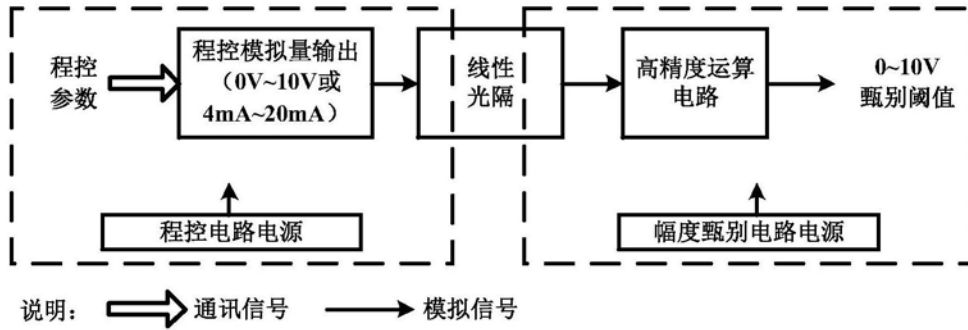 程控
参数
程控模拟量输出
（0V~10V或
4mA~20mA）
线性
光隔
高精度运算
电路
0~10V
甄别阈值
程控电路电源
幅度甄别电路电源
说明：
通讯信号
模拟信号